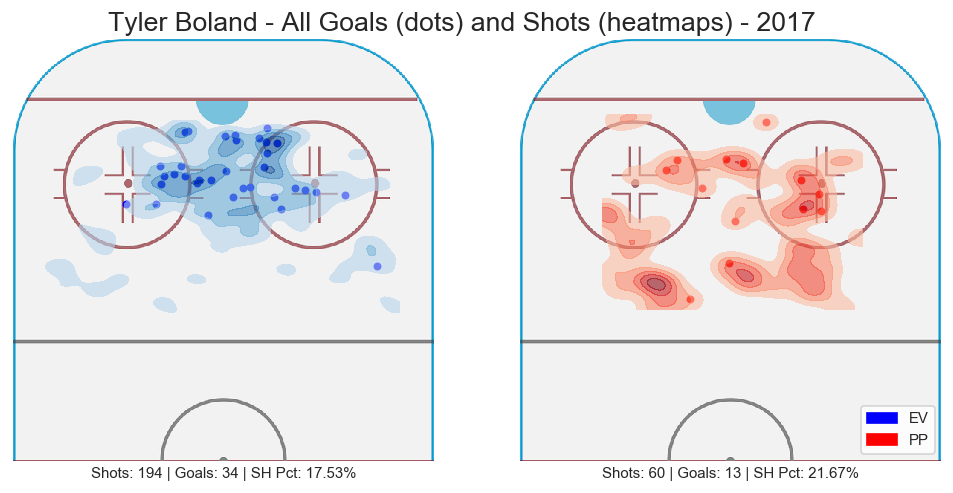 Tyler Boland - All Goals (dots) and Shots (heatmaps) - 2017
EV
PP
Shots: 194 | Goals: 34 | SH Pct: 17.53%
Shots: 60 | Goals: 13 | SH Pct: 21.67%